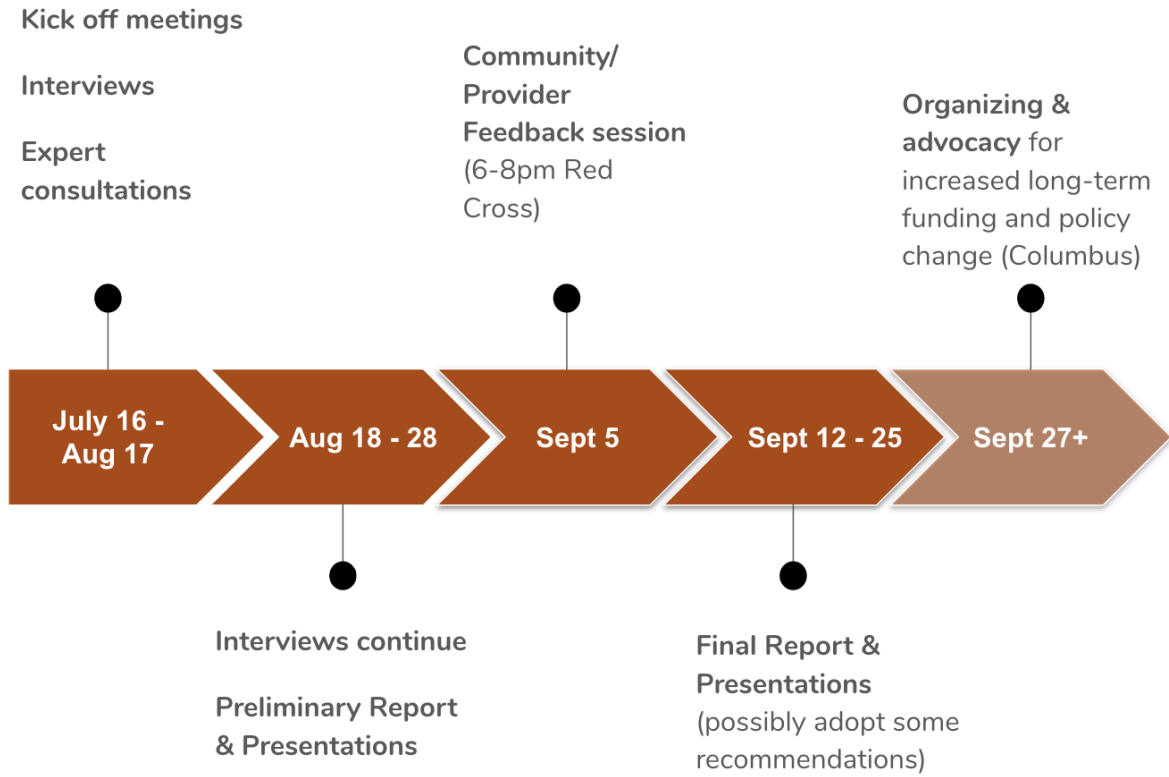 Kick off meetings
Interviews
Expert
consultations
Community/
Provider
Feedback session
(6-8pm Red
Cross)
Organizing &
advocacy for
increased long-term
funding and policy
change (Columbus)
July 16 -
Aug 17
Aug 18 - 28
Sept 5
Sept 12 - 25
Sept 27+
Interviews continue
Preliminary Report
& Presentations
Final Report &
Presentations
(possibly adopt some
recommendations)